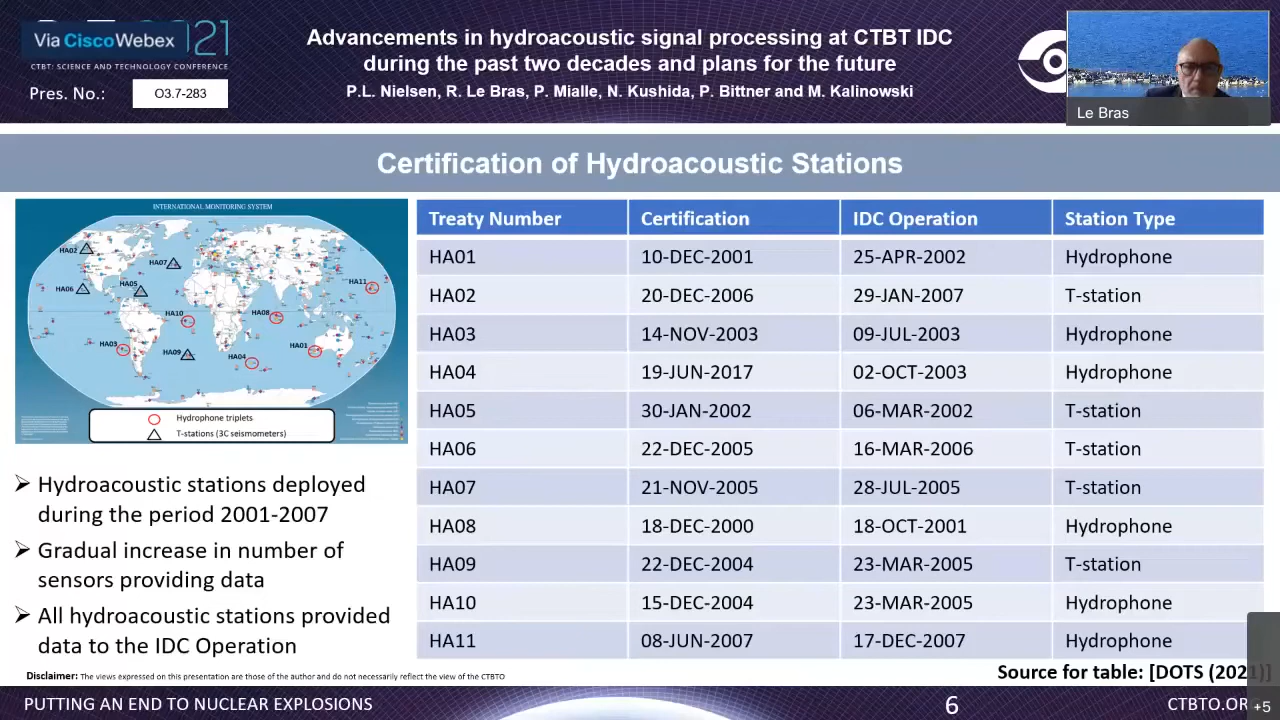 Via CiscoWebex
21
CTBT: SCIENCE AND TECHNOLOGY CONFERENCE
Pres. No.:
O3.7-283
Advancements in hydroacoustic signal processing at CTBT IDC
during the past two decades and plans for the future
P.L. Nielsen, R. Le Bras, P. Mialle, N. Kushida, P. Bittner and M. Kalinowski
Le Bras
Certification of Hydroacoustic Stations
INTERNATIONAL MONITORING SYSTEM
HA02
HA07
HA06
HA05
HA11
HA10
HA08
HA03
HA09
HA04
HA01
Hydrophone triplets
T-stations (3C seismometers)
➢ Hydroacoustic stations deployed
during the period 2001-2007
➢ Gradual increase in number of
sensors providing data
➢ All hydroacoustic stations provided
data to the IDC Operation
Treaty Number Certification IDC Operation Station Type
HA01 10-DEC-2001 25-APR-2002 Hydrophone
HA02 20-DEC-2006 29-JAN-2007 T-station
HA03 14-NOV-2003 09-JUL-2003 Hydrophone
HA04 19-JUN-2017 02-OCT-2003 Hydrophone
HA05 30-JAN-2002 06-MAR-2002 T-station
HA06 22-DEC-2005 16-MAR-2006 T-station
HA07 21-NOV-2005 28-JUL-2005 T-station
HA08 18-DEC-2000 18-OCT-2001 Hydrophone
HA09 22-DEC-2004 23-MAR-2005 T-station
HA10 15-DEC-2004 23-MAR-2005 Hydrophone
HA11 08-JUN-2007 17-DEC-2007 Hydrophone
Source for table: [DOTS (2021)]
Disclaimer: The views expressed on this presentation are those of the author and do not necessarily reflect the view of the CTBTO
PUTTING AN END TO NUCLEAR EXPLOSIONS
6
CTBTO.OR
+5